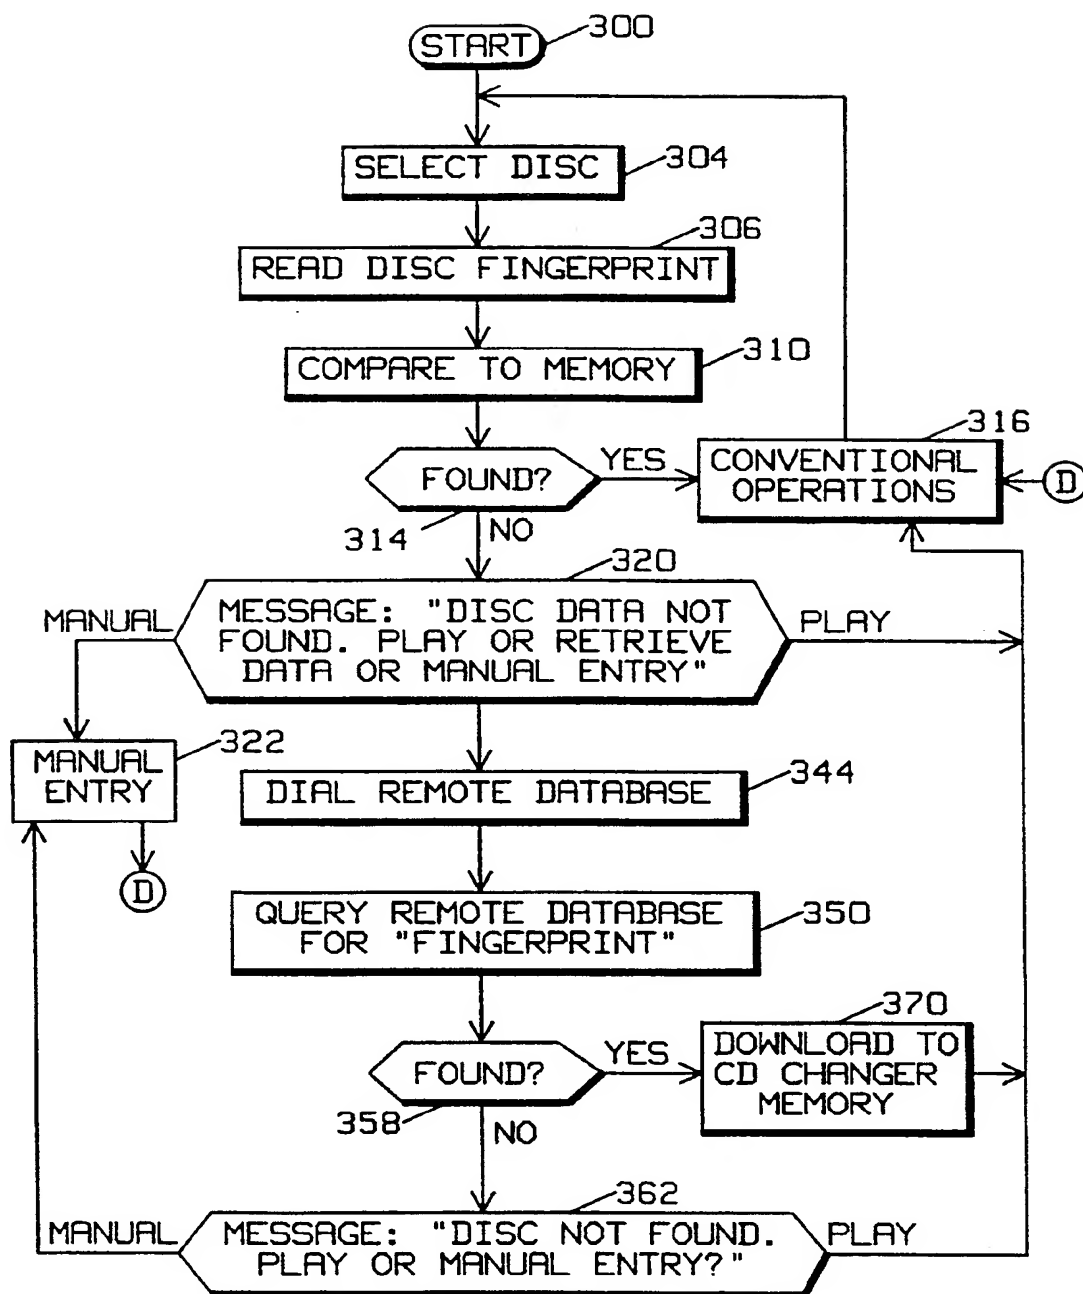 START
300
SELECT DISC
304
306
READ DISC FINGERPRINT
COMPARE TO MEMORY
310
316
FOUND?
YES
CONVENTIONAL
OPERATIONS
D
314
NO
320
MANUAL
MESSAGE: "DISC DATA NOT
FOUND. PLAY OR RETRIEVE
DATA OR MANUAL ENTRY"
PLAY
322
MANUAL
ENTRY
DIAL REMOTE DATABASE
344
D
QUERY REMOTE DATABASE
FOR "FINGERPRINT"
350
370
FOUND?
YES
DOWNLOAD TO
CD CHANGER
MEMORY
358
NO
362
MANUAL
MESSAGE: "DISC NOT FOUND.
PLAY OR MANUAL ENTRY?"
PLAY